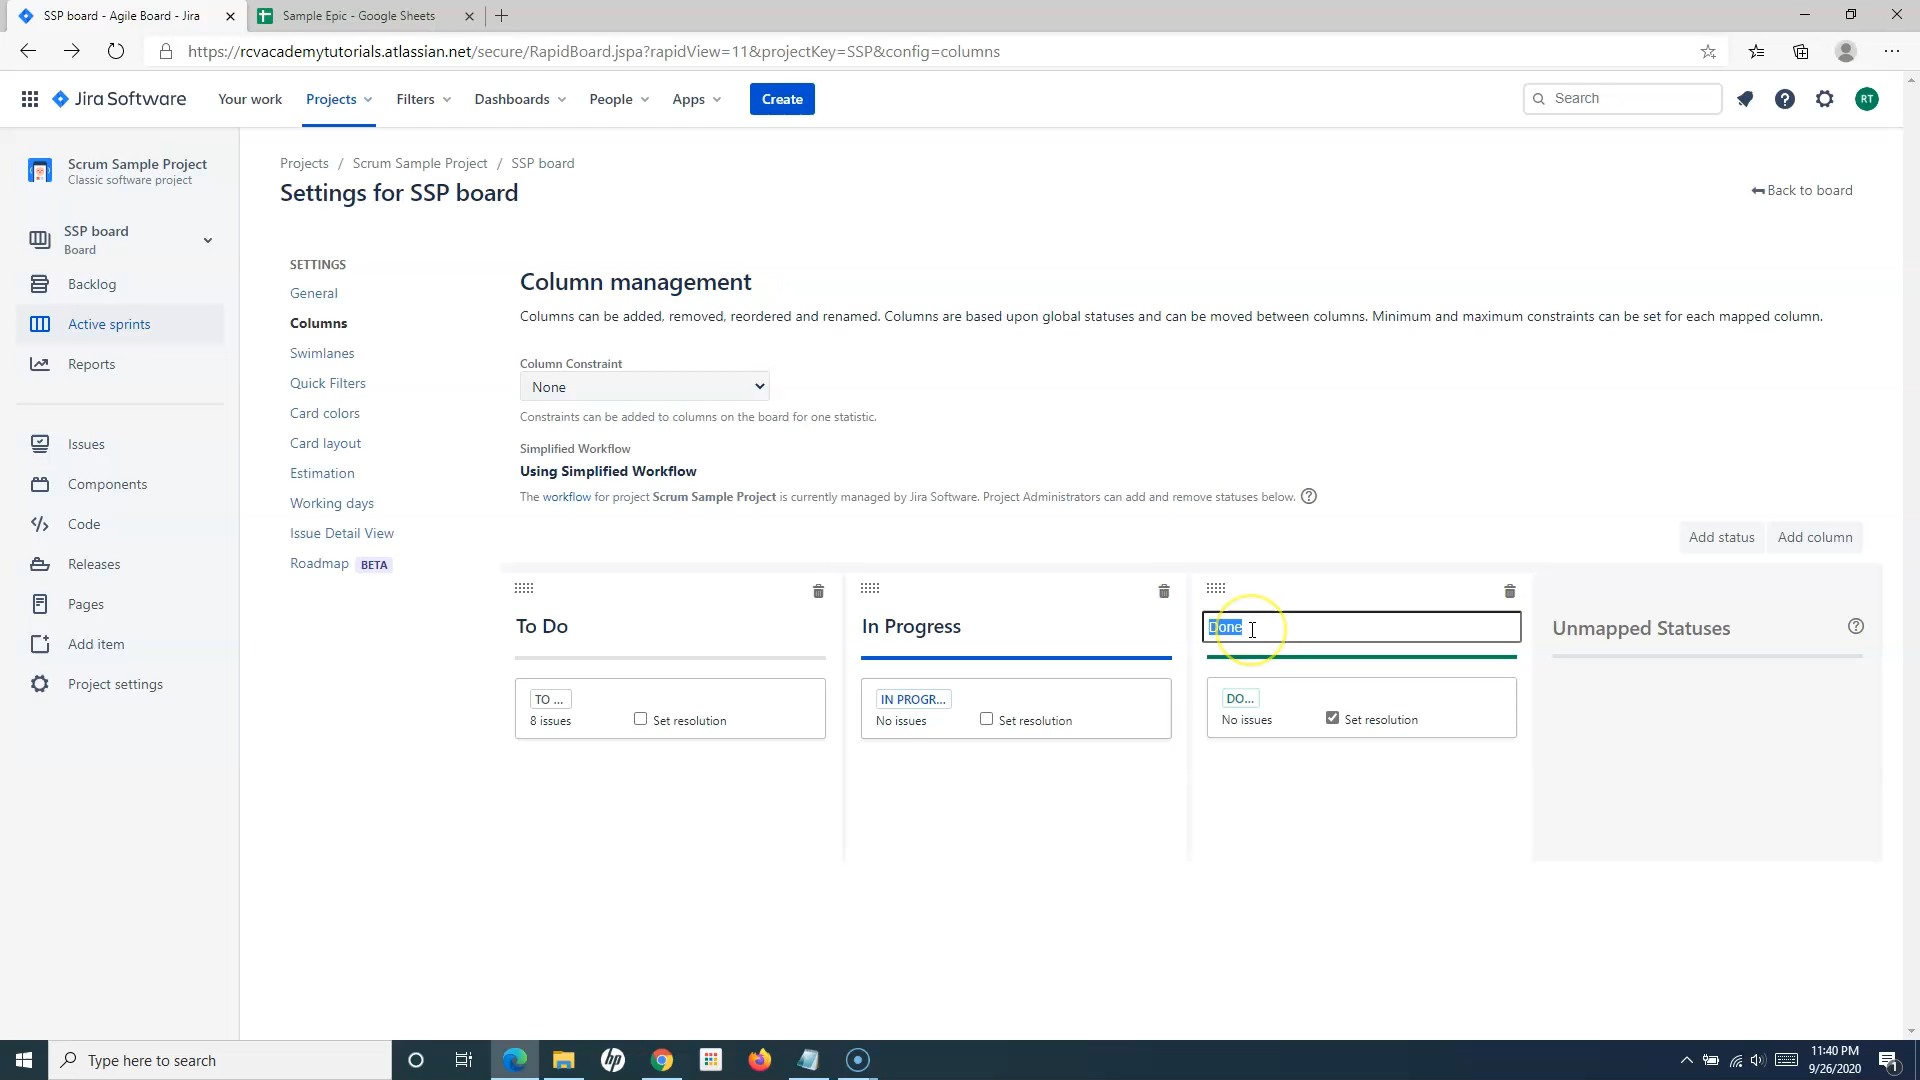 SSP board - Agile Board - Jira
Sample Epic - Google Sheets
https://rcvacademytutorials.atlassian.net/secure/RapidBoard.jspa?rapidView=11&projectKey=SSP&config=columns
Jira Software
Your work
Projects
Filters
Dashboards
People
Apps
Create
Search
RT
Scrum Sample Project
Classic software project
SSP board
Board
Backlog
Active sprints
Reports
Issues
Components
Code
Releases
Pages
Add item
Project settings
Projects / Scrum Sample Project / SSP board
Settings for SSP board
Back to board
SETTINGS
General
Columns
Swimlanes
Quick Filters
Card colors
Card layout
Estimation
Working days
Issue Detail View
Roadmap BETA
Column management
Columns can be added, removed, reordered and renamed. Columns are based upon global statuses and can be moved between columns. Minimum and maximum constraints can be set for each mapped column.
Column Constraint
None
Constraints can be added to columns on the board for one statistic.
Simplified Workflow
Using Simplified Workflow
The workflow for project Scrum Sample Project is currently managed by Jira Software. Project Administrators can add and remove statuses below.
Add status
Add column
To Do
TO ...
8 issues
Set resolution
In Progress
IN PROGR...
No issues
Set resolution
Done
DO...
No issues
Set resolution
Unmapped Statuses
Type here to search
hp
11:40 PM
9/26/2020
1